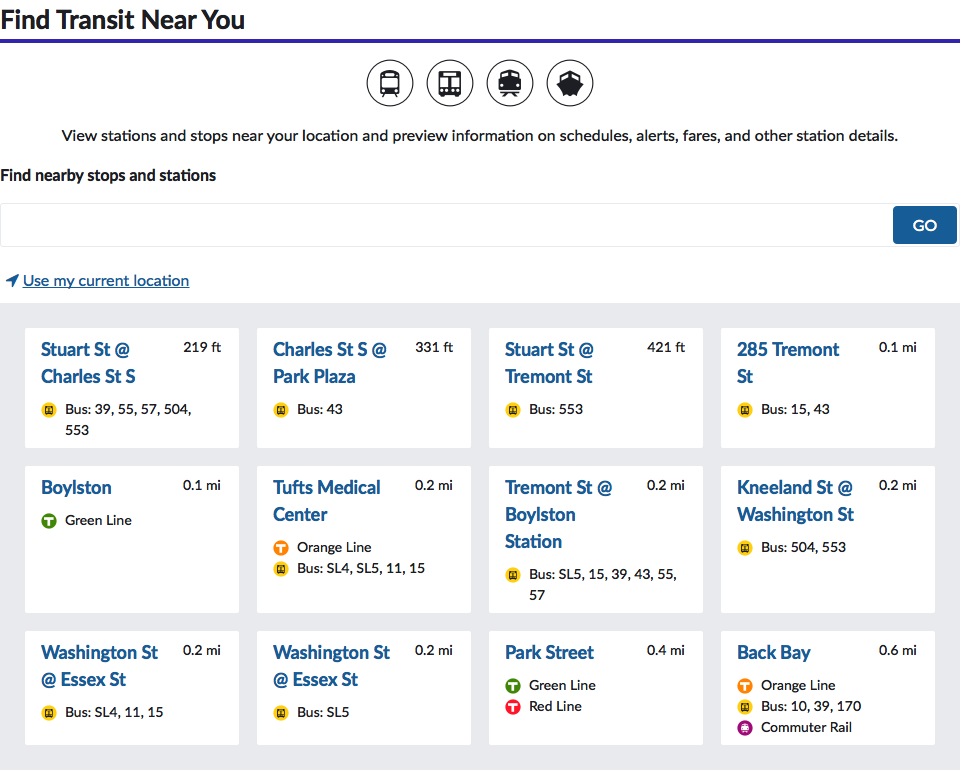 Find Transit Near You
View stations and stops near your location and preview information on schedules, alerts, fares, and other station details.
Find nearby stops and stations
GO
Use my current location
Stuart St @ 219 ft
Charles St S
Bus: 39, 55, 57, 504,
553
Charles St S @ 331 ft
Park Plaza
Bus: 43
Stuart St @ 421 ft
Tremont St
Bus: 553
285 Tremont 0.1 mi
St
Bus: 15, 43
Boylston 0.1 mi
T Green Line
Tufts Medical 0.2 mi
Center
T Orange Line
Bus: SL4, SL5, 11, 15
Tremont St @ 0.2 mi
Boylston
Station
Bus: SL5, 15, 39, 43, 55,
57
Kneeland St @ 0.2 mi
Washington St
Bus: 504, 553
Washington St 0.2 mi
@ Essex St
Bus: SL4, 11, 15
Washington St 0.2 mi
@ Essex St
Bus: SL5
Park Street 0.4 mi
T Green Line
T Red Line
Back Bay 0.6 mi
T Orange Line
Bus: 10, 39, 170
Commuter Rail